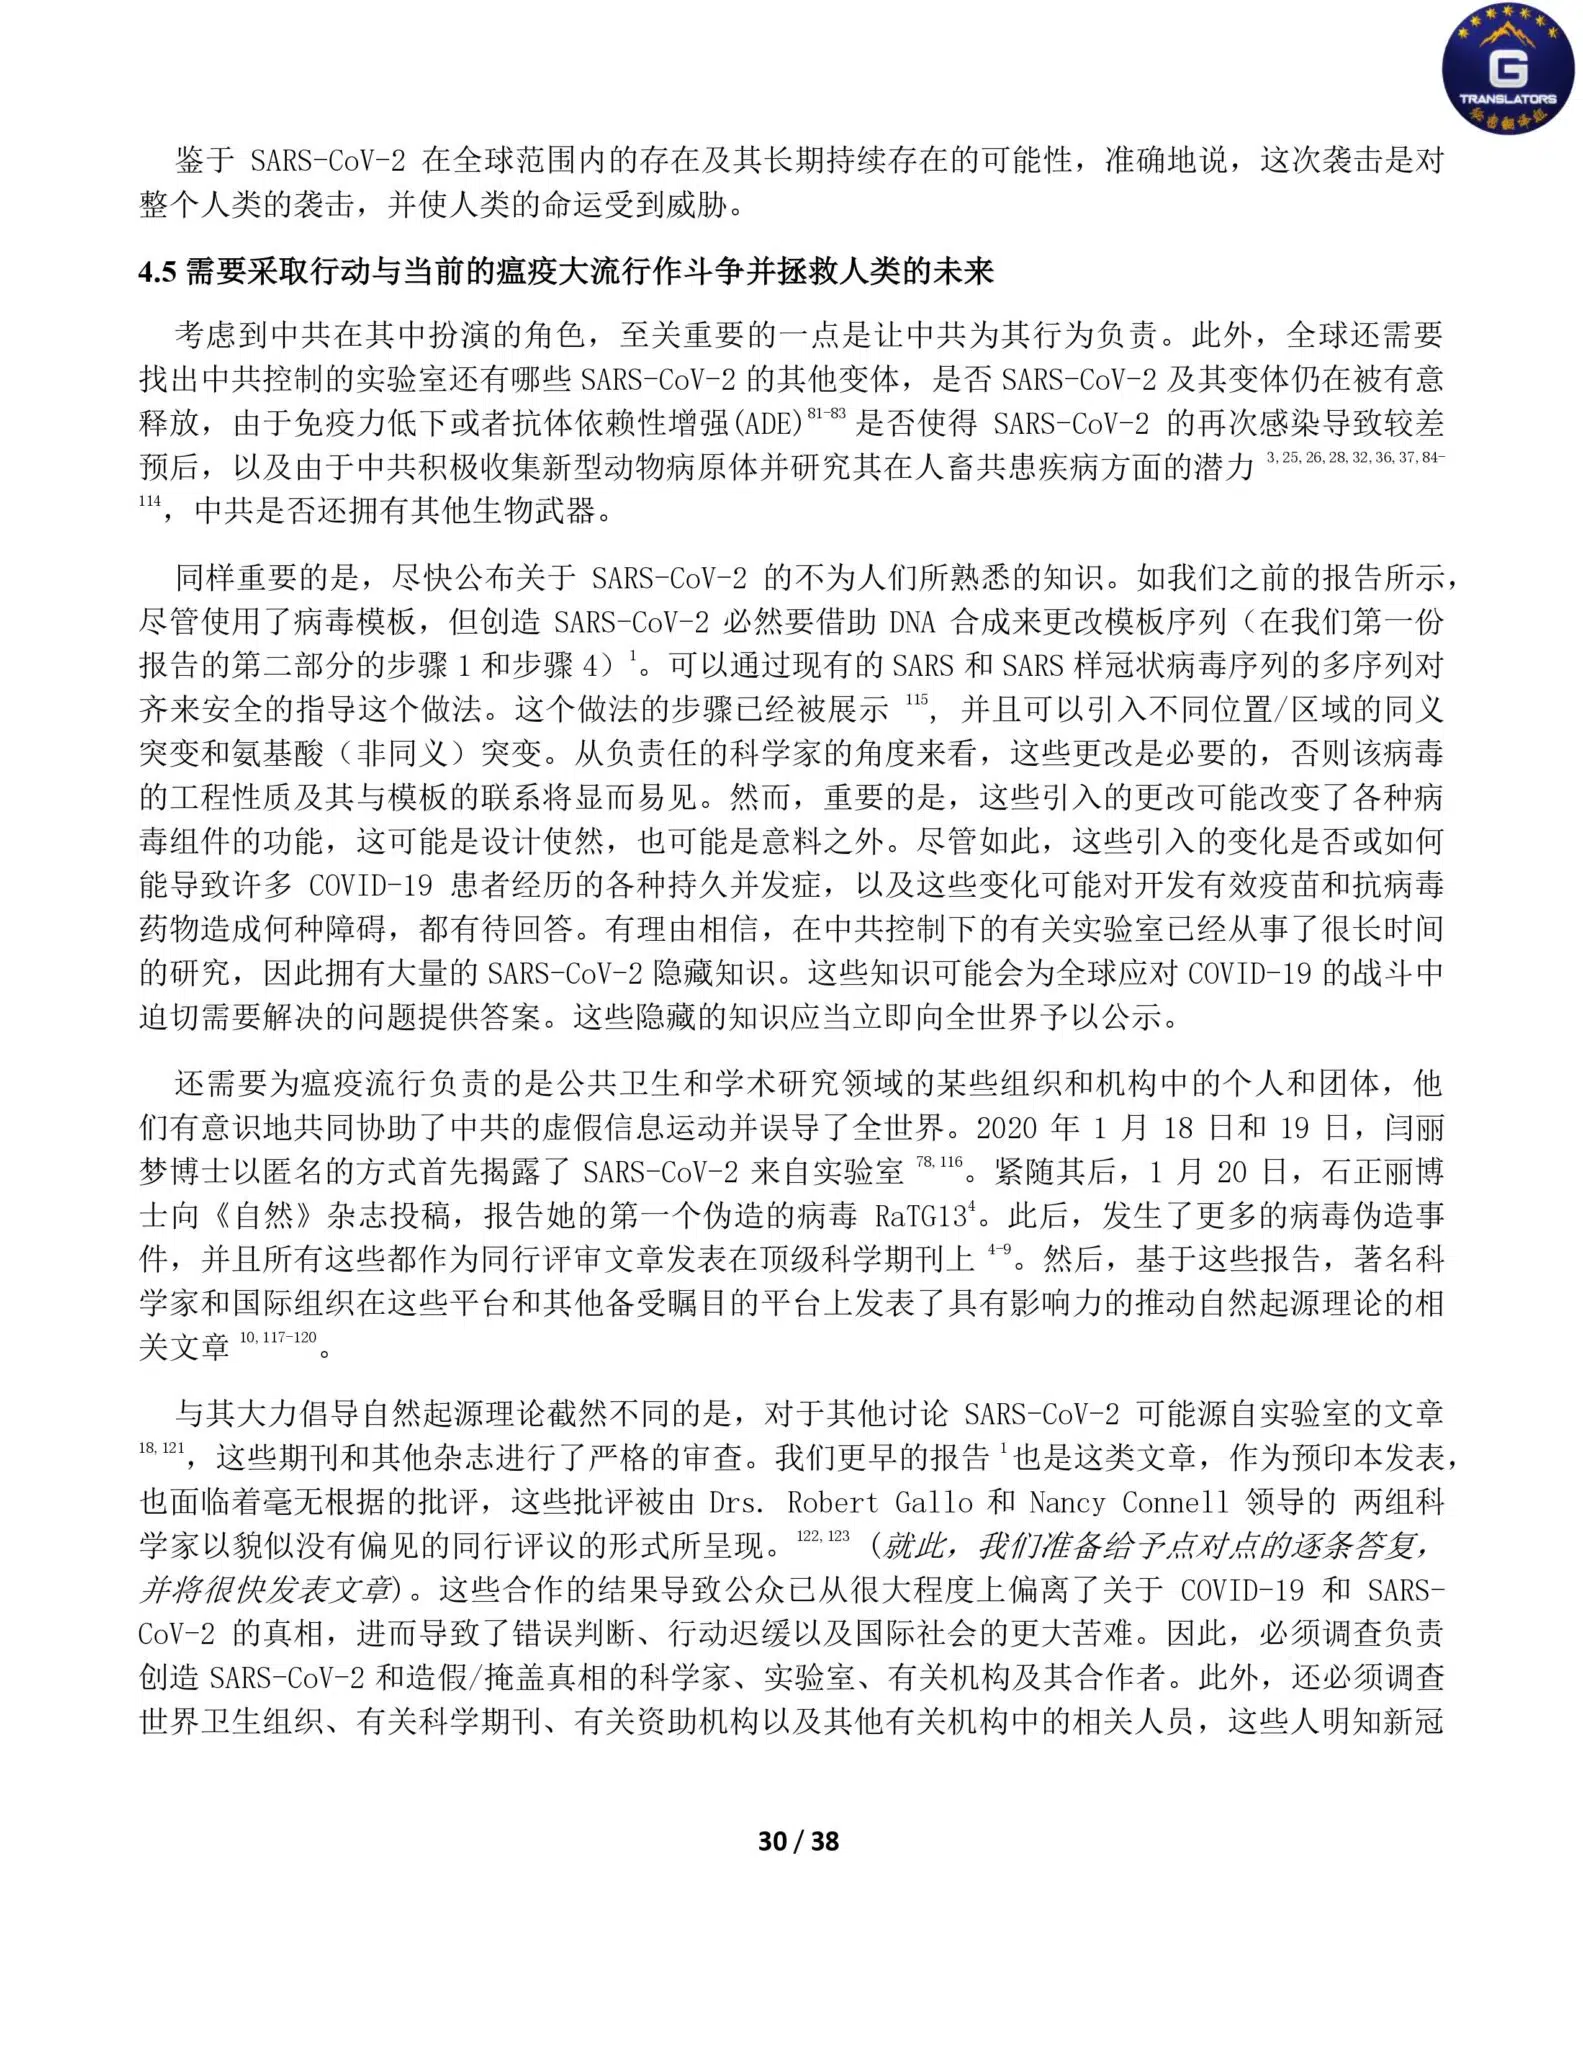 G
TRANSLATORS
鉴于 SARS-CoV-2 在全球范围内的存在及其长期持续存在的可能性，准确地说，这次袭击是对
整个人类的袭击，并使人类的命运受到威胁。
4.5 需要采取行动与当前的瘟疫大流行作斗争并拯救人类的未来
考虑到中共在其中扮演的角色，至关重要的一点是让中共为其行为负责。此外，全球还需要
找出中共控制的实验室还有哪些 SARS-CoV-2 的其他变体，是否 SARS-CoV-2 及其变体仍在被有意
释放，由于免疫力低下或者抗体依赖性增强(ADE)81-83 是否使得 SARS-CoV-2 的再次感染导致较差
预后，以及由于中共积极收集新型动物病原体并研究其在人畜共患疾病方面的潜力 3,25,26,28,32,36,37,84-
114，中共是否还拥有其他生物武器。
同样重要的是，尽快公布关于 SARS-CoV-2 的不为人们所熟悉的知识。如我们之前的报告所示，
尽管使用了病毒模板，但创造 SARS-CoV-2 必然要借助 DNA 合成来更改模板序列（在我们第一份
报告的第二部分的步骤 1 和步骤 4）1。可以通过现有的 SARS 和 SARS 样冠状病毒序列的多序列对
齐来安全的指导这个做法。这个做法的步骤已经被展示 115, 并且可以引入不同位置/区域的同义
突变和氨基酸（非同义）突变。从负责任的科学家的角度来看，这些更改是必要的，否则该病毒
的工程性质及其与模板的联系将显而易见。然而，重要的是，这些引入的更改可能改变了各种病
毒组件的功能，这可能是设计使然，也可能是意料之外。尽管如此，这些引入的变化是否或如何
能导致许多 COVID-19 患者经历的各种持久并发症，以及这些变化可能对开发有效疫苗和抗病毒
药物造成何种障碍，都有待回答。有理由相信，在中共控制下的有关实验室已经从事了很长时间
的研究，因此拥有大量的 SARS-CoV-2 隐藏知识。这些知识可能会为全球应对 COVID-19 的战斗中
迫切需要解决的问题提供答案。这些隐藏的知识应当立即向全世界予以公示。
还需要为瘟疫流行负责的是公共卫生和学术研究领域的某些组织和机构中的个人和团体，他
们有意识地共同协助了中共的虚假信息运动并误导了全世界。2020 年 1 月 18 日和 19 日，闫丽
梦博士以匿名的方式首先揭露了 SARS-CoV-2 来自实验室 78,116。紧随其后，1 月 20 日，石正丽博
士向《自然》杂志投稿，报告她的第一个伪造的病毒 RaTG134。此后，发生了更多的病毒伪造事
件，并且所有这些都作为同行评审文章发表在顶级科学期刊上 4-9。然后，基于这些报告，著名科
学家和国际组织在这些平台和其他备受瞩目的平台上发表了具有影响力的推动自然起源理论的相
关文章 10,117-120。
与其大力倡导自然起源理论截然不同的是，对于其他讨论 SARS-CoV-2 可能源自实验室的文章
18,121，这些期刊和其他杂志进行了严格的审查。我们更早的报告 1也是这类文章，作为预印本发表，
也面临着毫无根据的批评，这些批评被由 Drs. Robert Gallo 和 Nancy Connell 领导的 两组科
学家以貌似没有偏见的同行评议的形式所呈现。122,123（就此，我们准备给予点对点的逐条答复，
并将很快发表文章)。这些合作的结果导致公众已从很大程度上偏离了关于 COVID-19 和 SARS-
CoV-2 的真相，进而导致了错误判断、行动迟缓以及国际社会的更大苦难。因此，必须调查负责
创造 SARS-CoV-2 和造假/掩盖真相的科学家、实验室、有关机构及其合作者。此外，还必须调查
世界卫生组织、有关科学期刊、有关资助机构以及其他有关机构中的相关人员，这些人明知新冠
30 / 38